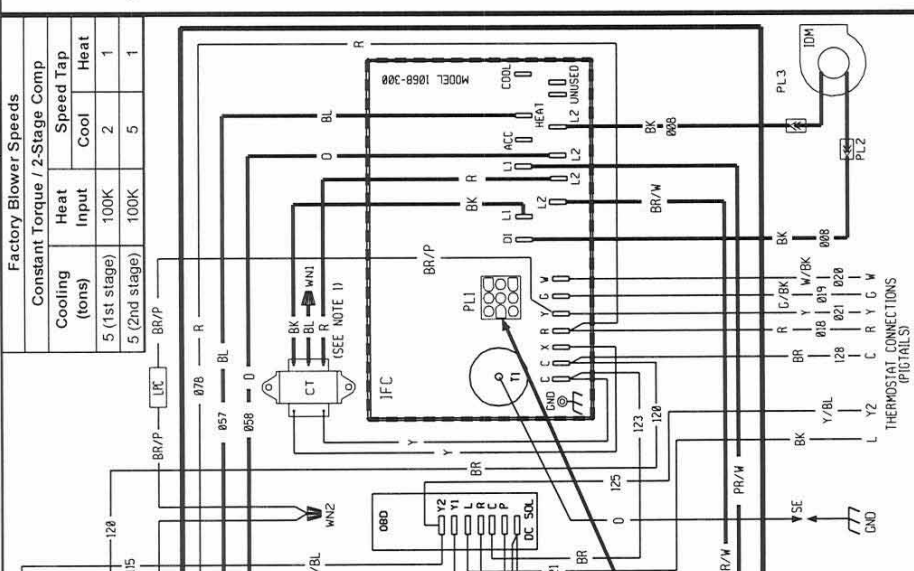 Factory Blower Speeds
Constant Torque / 2-Stage Comp
Cooling (tons) Heat Input Speed Tap
Cool Heat
5 (1st stage) 100K 2 1
5 (2nd stage) 100K 5 1
R
MODEL 1068-300
COOL
UNUSED
HEAT
L2
ACC
L1
L2
L2
L2
L1
DI
BL
O
R
BK
BR/P
BK
008
IDM
PL3
PL2
BR/W
BK
008
W
G
Y
R
X
C
C
GND
PL1
T1
IFC
W/BK 020 W
G/BK 019 G
Y 021 Y
R 018 R
BR 128 C
THERMOSTAT CONNECTIONS
(PIGTAILS)
Y/BL Y2
BK L
BK
BL
R
WN1
(SEE NOTE 1)
CT
BR/P
LPC
BR/P
R
078
BL
057
O
058
Y
Y
BR
123
120
125
PR/W
SE
GND
O
WN2
120
OBD
Y2
Y1
L
R
C
P
DC SOL
BR